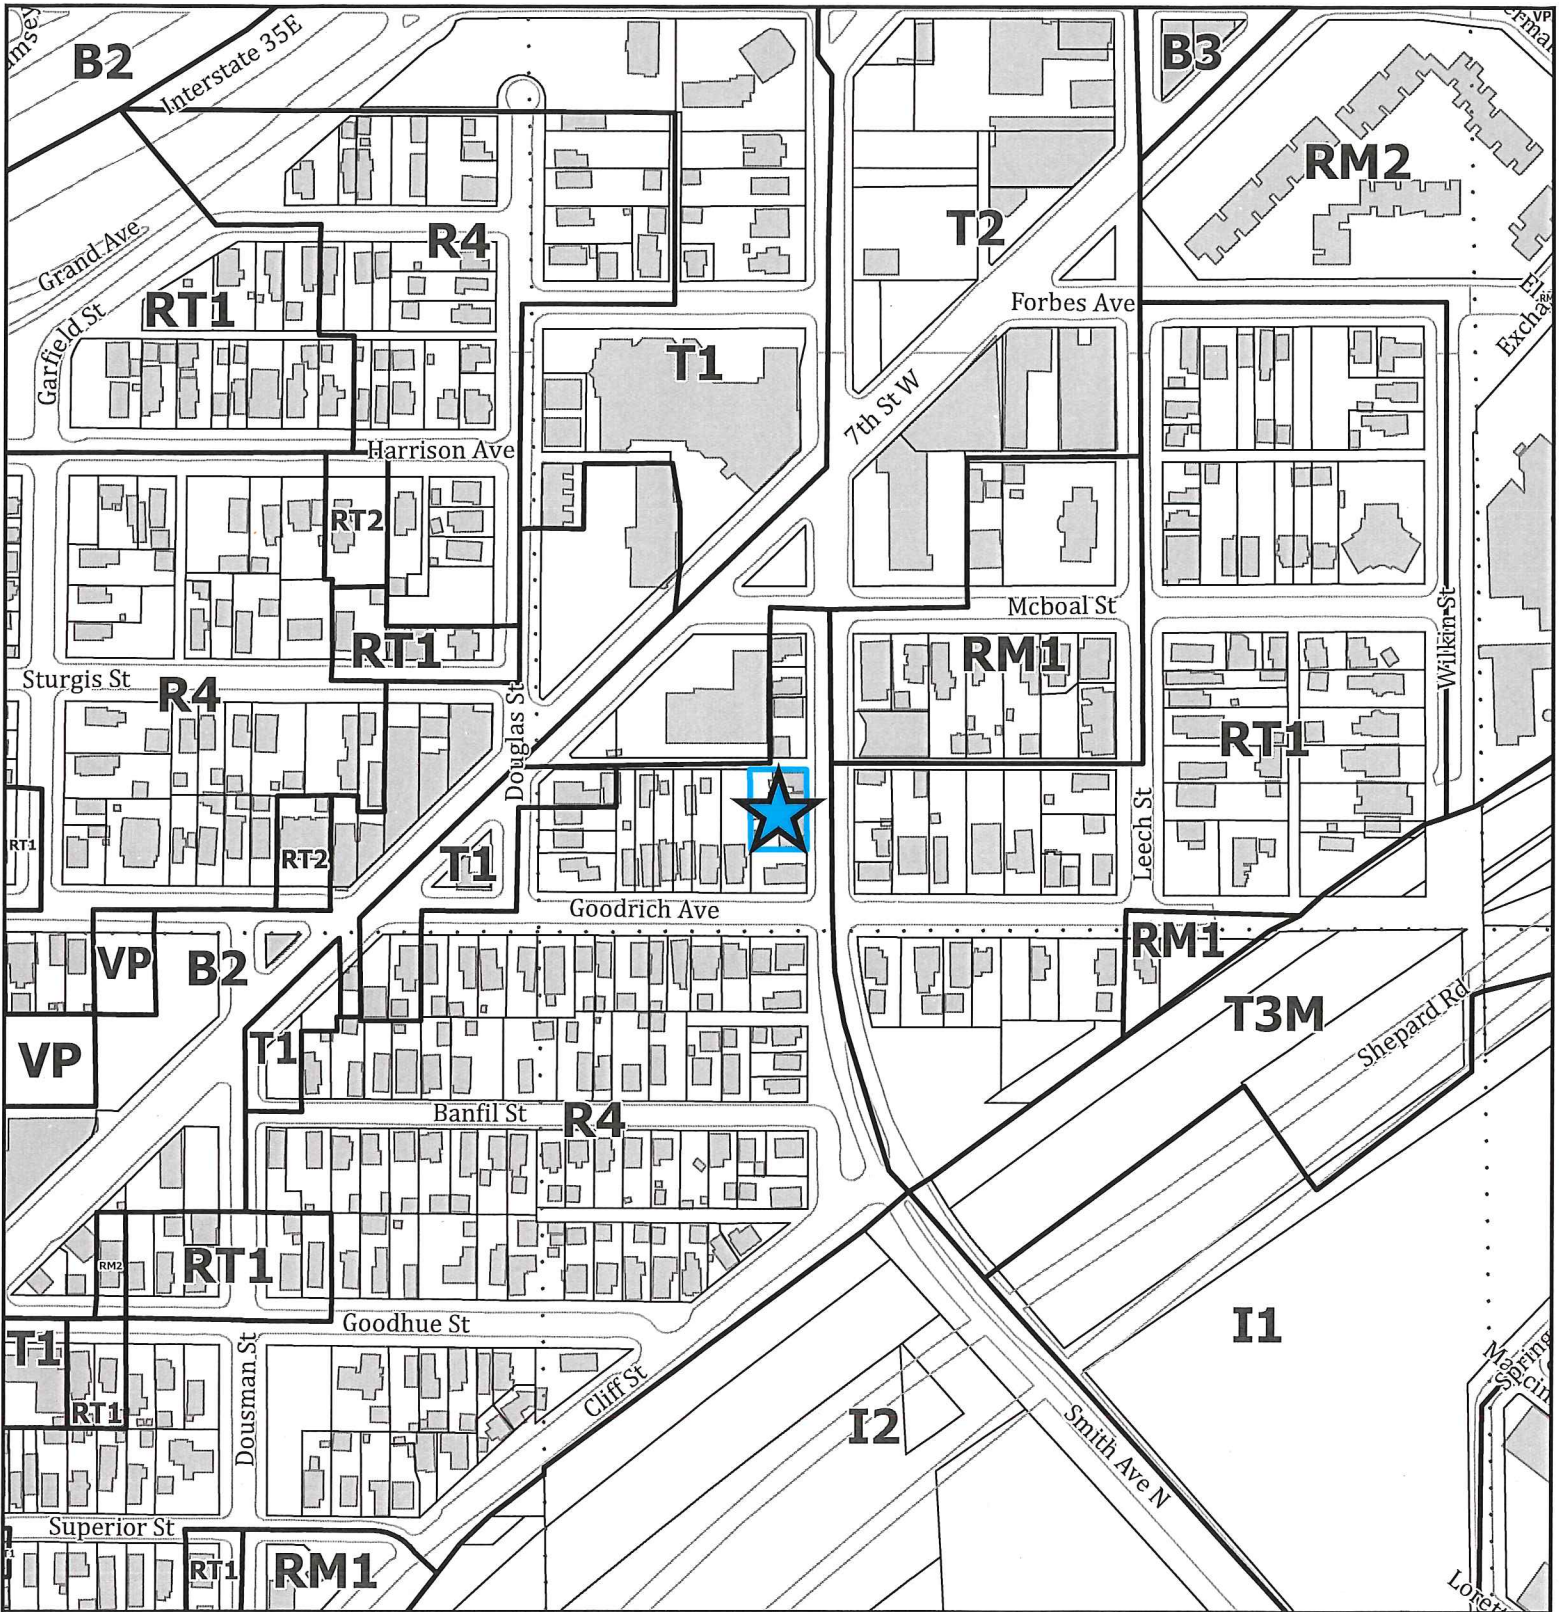 VP
B2
Interstate 35E
B3
RM2
R4
T2
Grand Ave
RT1
Garfield St
Forbes Ave
T1
7th St W
Harrison Ave
RT2
Mcboal St
RT1
RM1
Wilkin St
Sturgis St
R4
Douglas St
RT1
RT1
RT2
T1
Leech St
Goodrich Ave
VP
B2
RM1
T3M
Shepard Rd
VP
T1
Banfil St
R4
RM2
RT1
I1
T1
Goodhue St
Cliff St
Dousman St
RT1
I2
Smith Ave N
Superior St
RT1
RM1